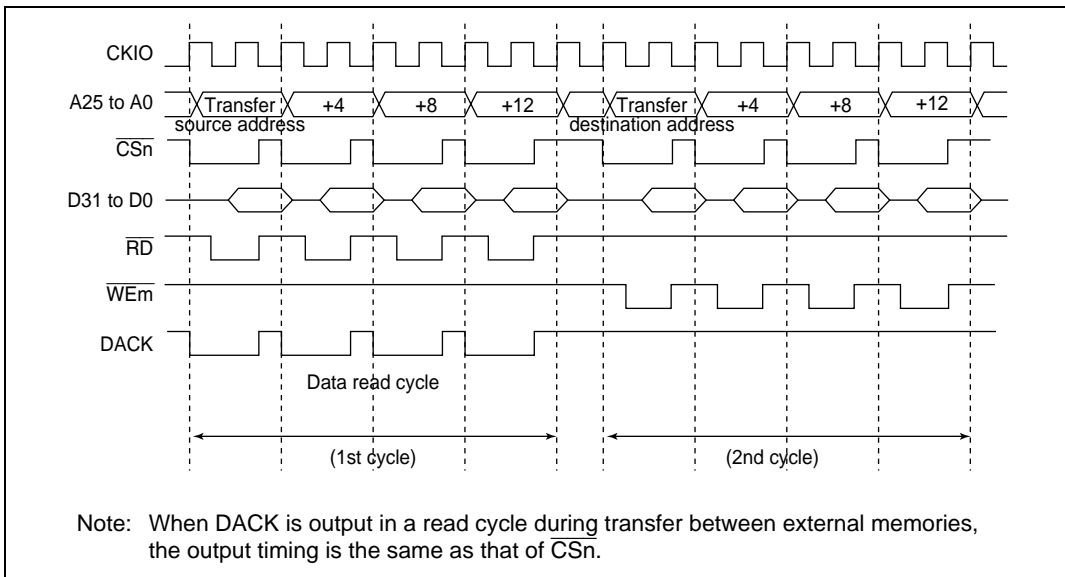 CKIO
A25 to A0 Transfer +4 +8 +12 Transfer +4 +8 +12
source address destination address
CSn
D31 to D0
RD
WEm
DACK
Data read cycle
(1st cycle) (2nd cycle)
Note: When DACK is output in a read cycle during transfer between external memories,
the output timing is the same as that of CSn.